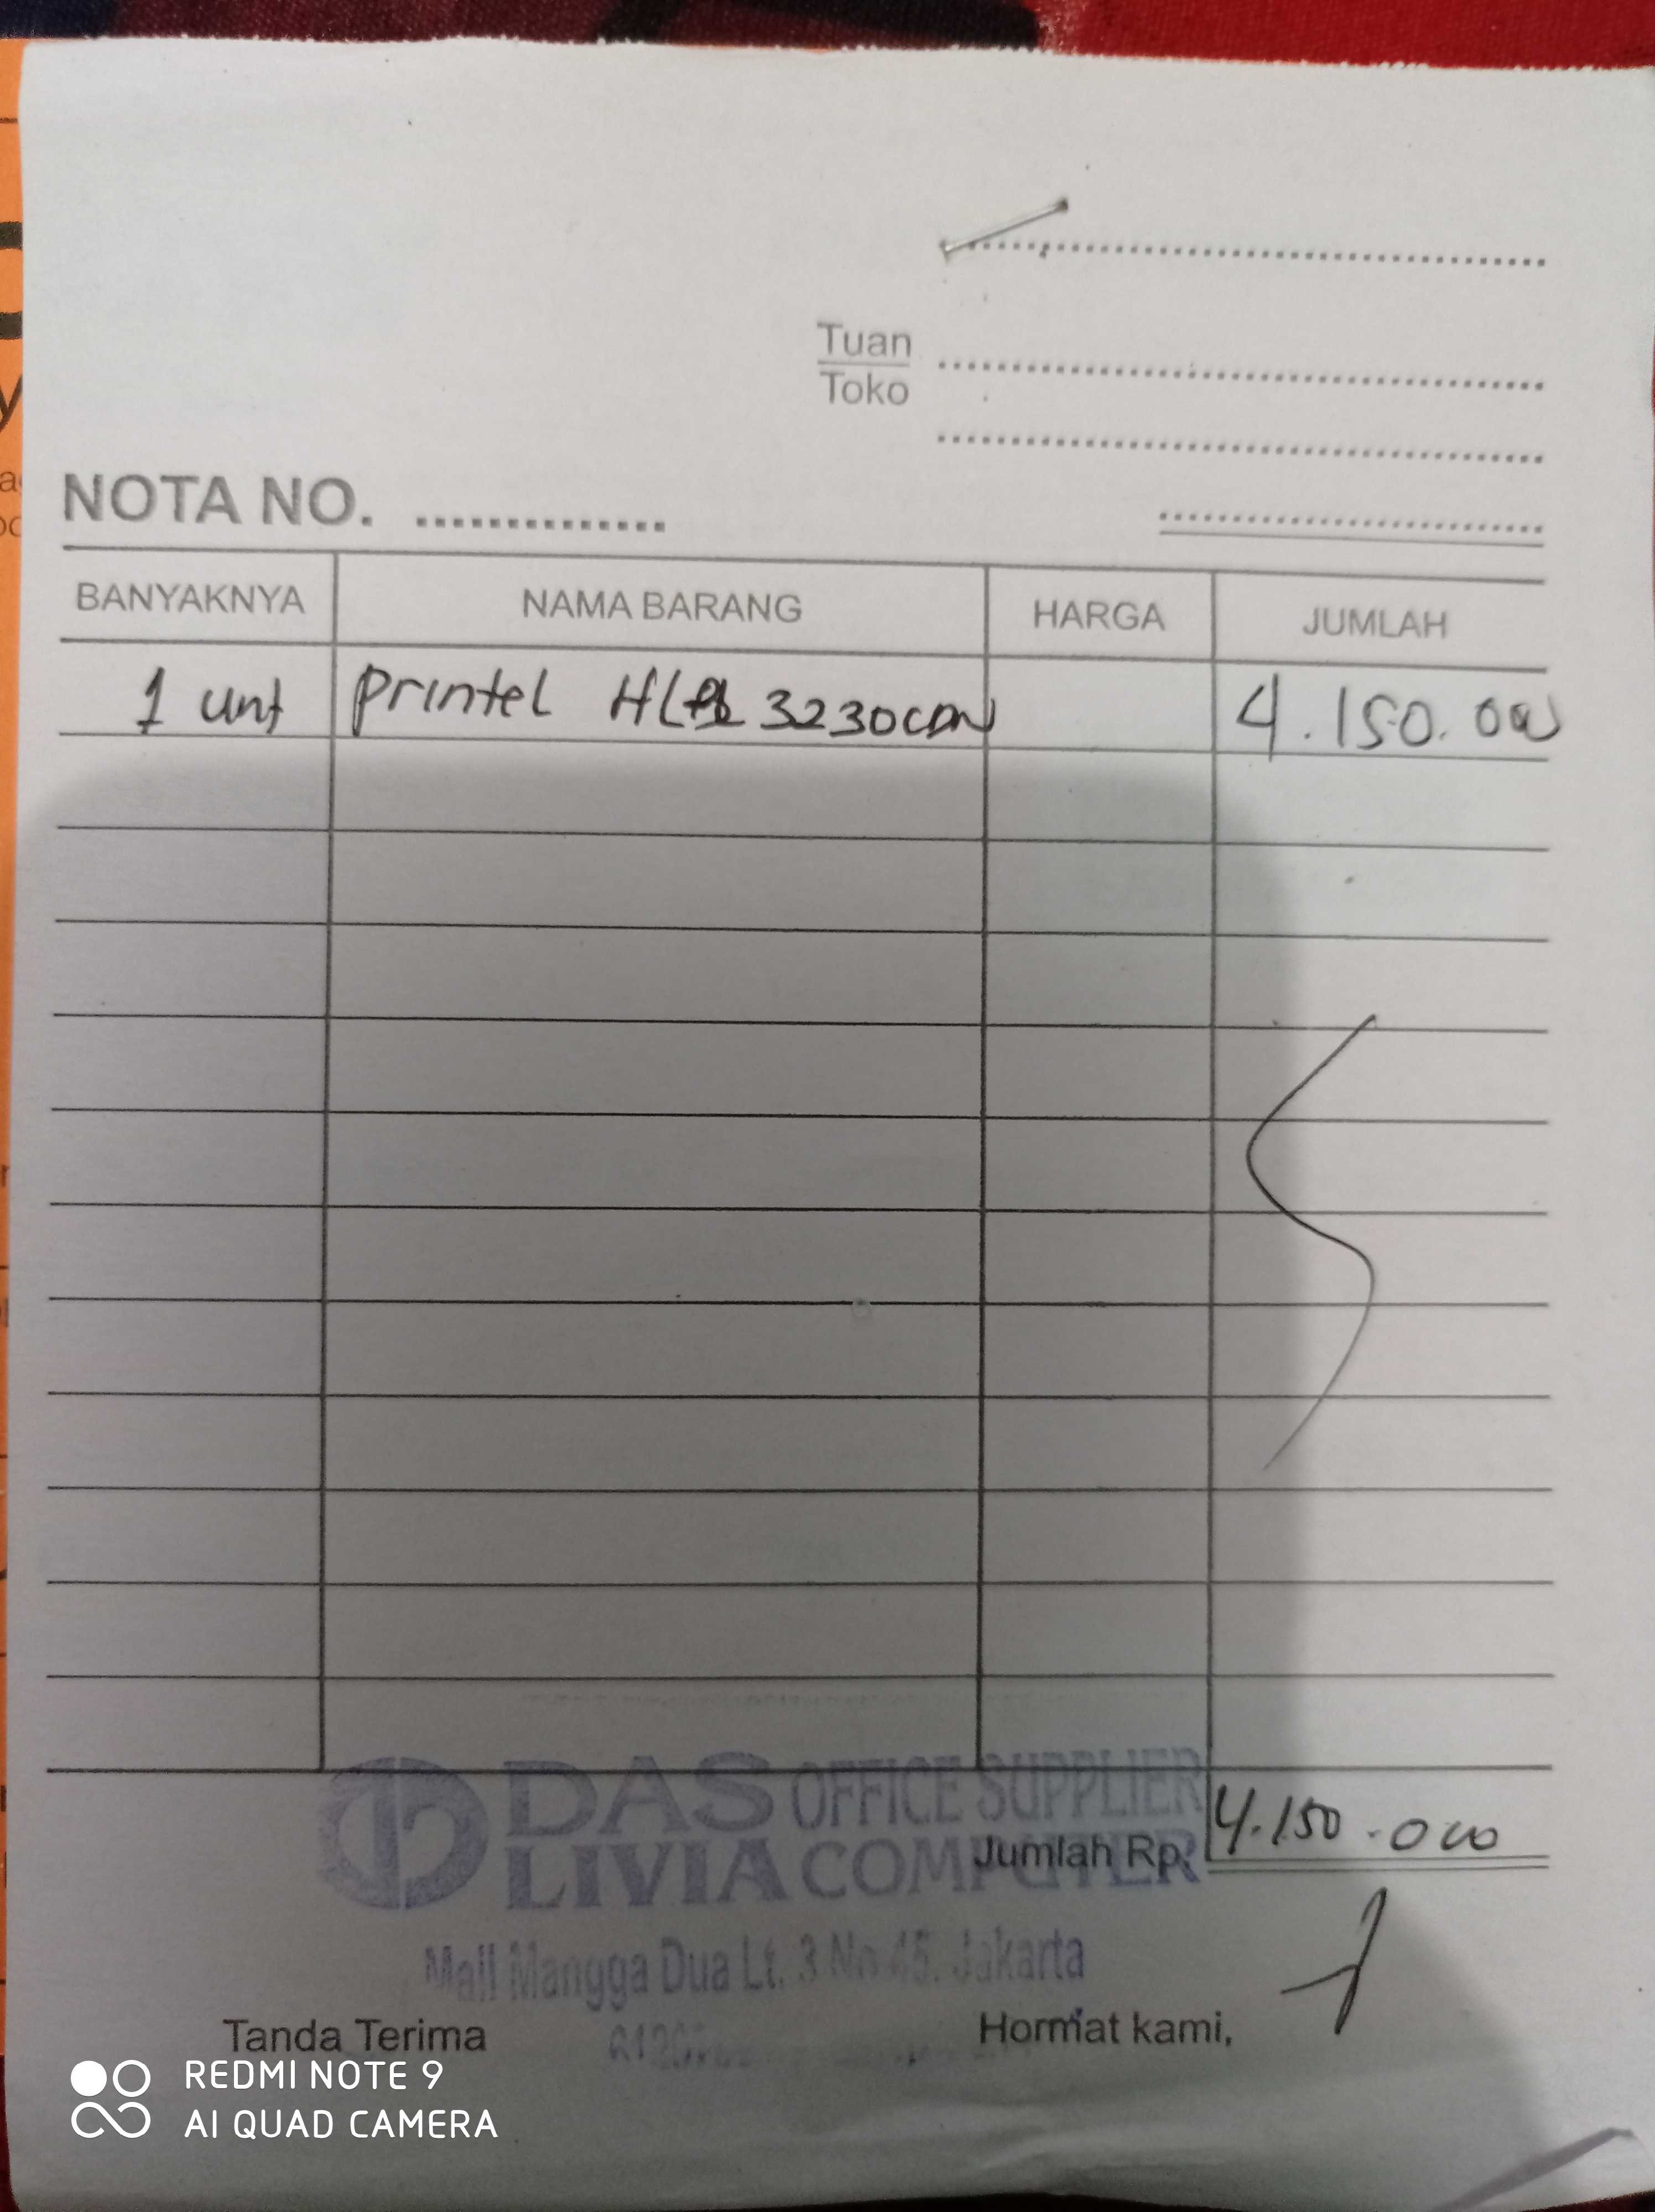 Tuan
Toko
NOTA NO.
BANYAKNYA NAMA BARANG HARGA JUMLAH
1 unt Printel HL 3230CDN 4.150.000
DAS OFFICE SUPPLIER
LIVIA COMPUTER
Jumlah Rp. 4.150.000
Mall Mangga Dua Lt. 3 No 45. Jakarta
Tanda Terima Hormat kami,
REDMI NOTE 9
AI QUAD CAMERA